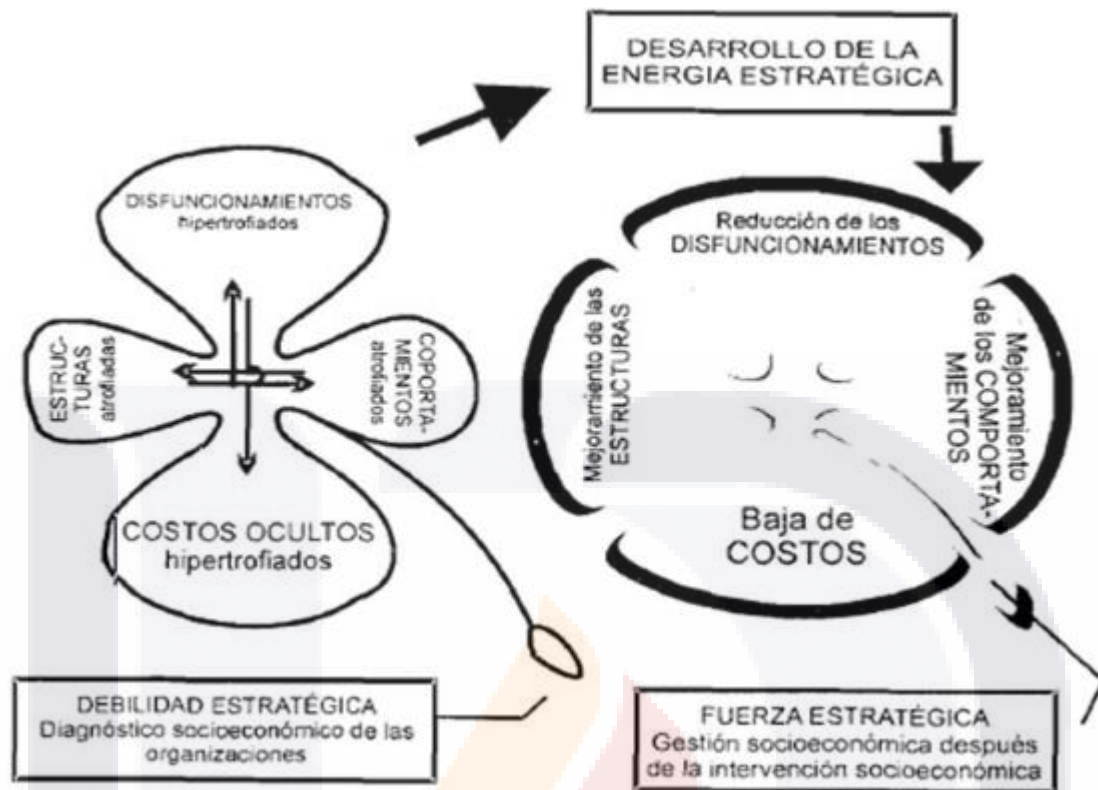 DESARROLLO DE LA
ENERGIA ESTRATÉGICA
DISFUNCIONAMIENTOS
hipertrofiados
ESTRUC-
TURAS
atrofiadas
COPORTA-
MIENTOS
atrofiados
COSTOS OCULTOS
hipertrofiados
DEBILIDAD ESTRATÉGICA
Diagnóstico socioeconómico de las
organizaciones
Reducción de los
DISFUNCIONAMIENTOS
Mejoramiento de las
ESTRUCTURAS
Mejoramiento
de los COMPORTA-
MIENTOS
Baja de
COSTOS
FUERZA ESTRATÉGICA
Gestión socioeconómica después
de la intervención socioeconómica